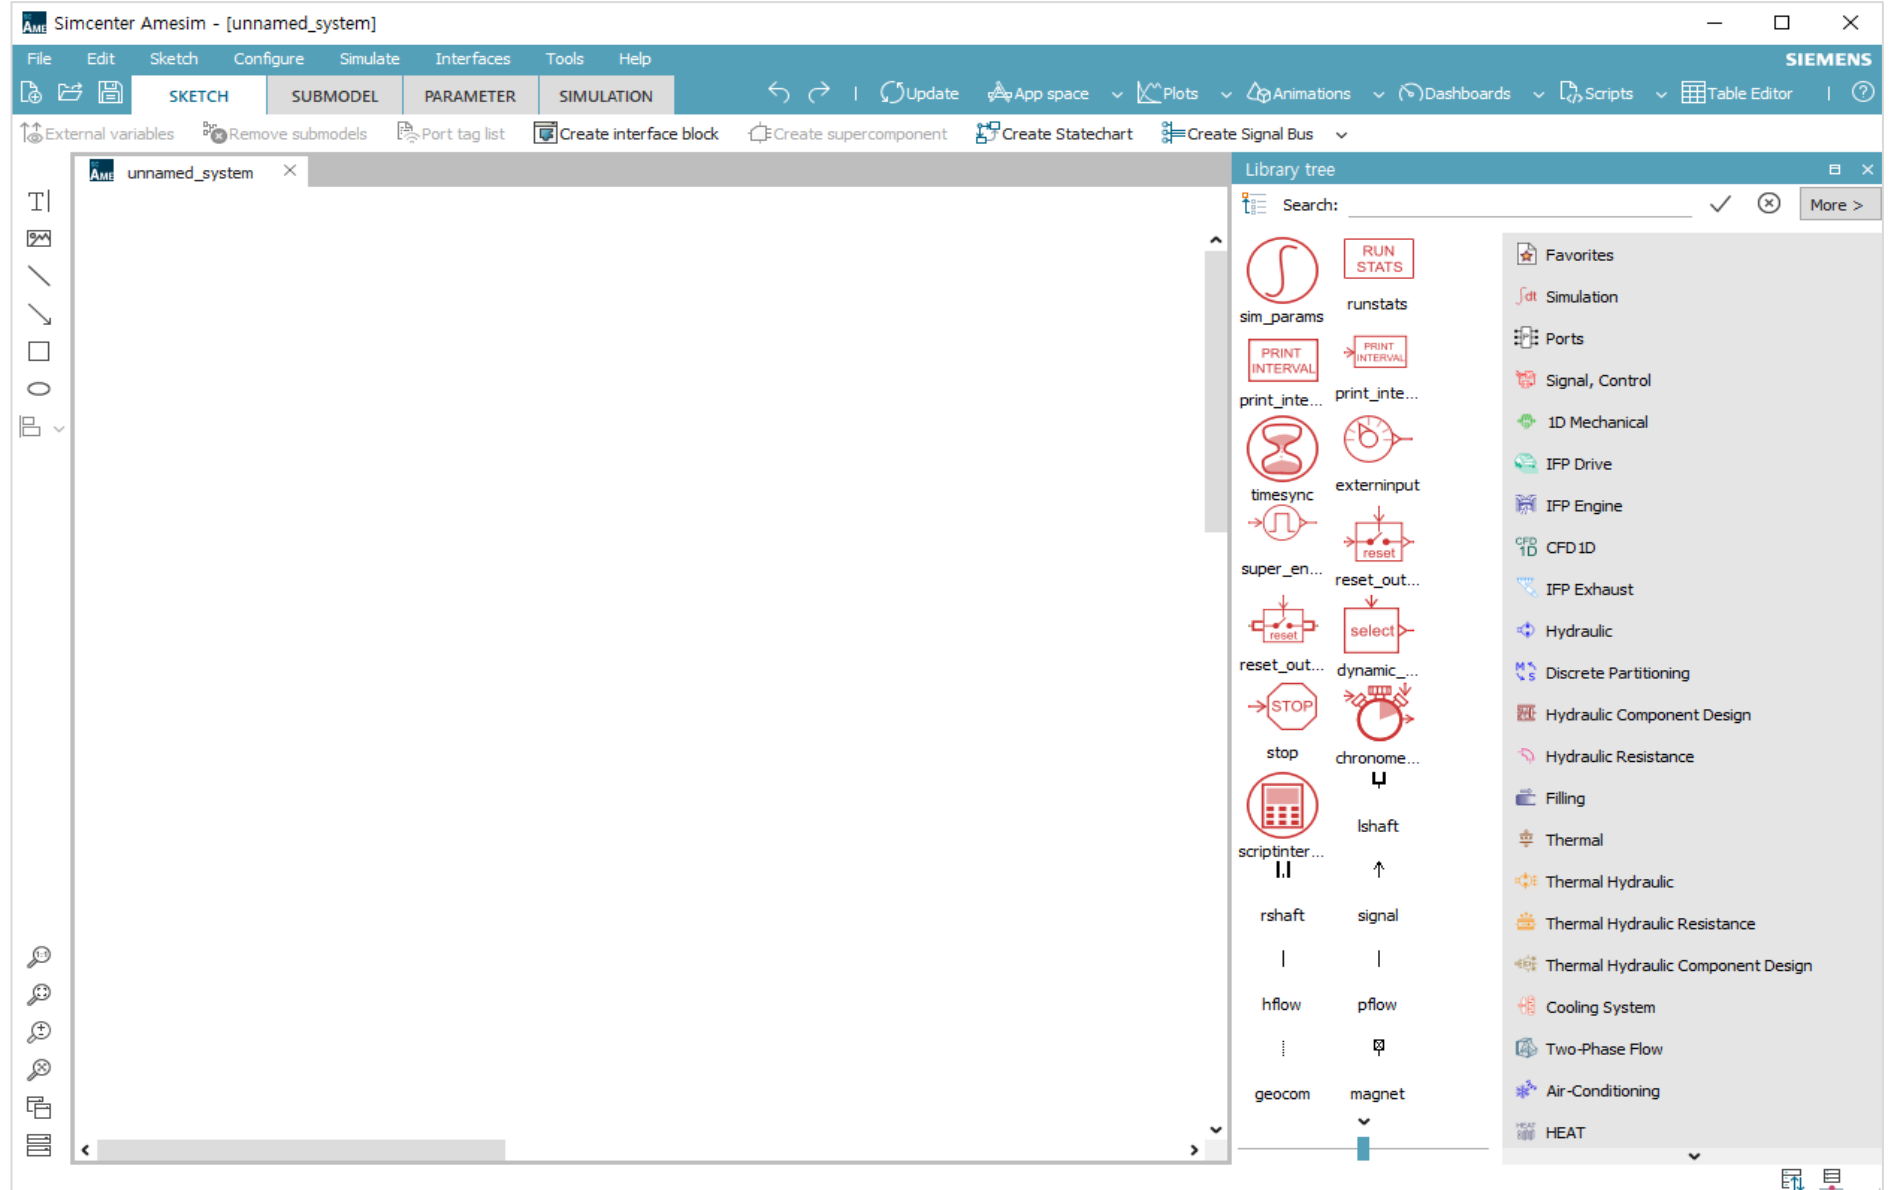 Simcenter Amesim - [unnamed_system]
File Edit Sketch Configure Simulate Interfaces Tools Help SIEMENS
SKETCH SUBMODEL PARAMETER SIMULATION Update App space Plots Animations Dashboards Scripts Table Editor
External variables Remove submodels Port tag list Create interface block Create supercomponent Create Statechart Create Signal Bus
unnamed_system
Library tree
Search:
More >
RUN
STATS
sim_params
runstats
PRINT
INTERVAL
PRINT
INTERVAL
print_inte...
print_inte...
timesync
externinput
super_en...
reset
reset_out...
reset
reset_out...
select
dynamic_...
STOP
stop
chronome...
scriptinter...
lshaft
rshaft
signal
hflow
pflow
geocom
magnet
Favorites
Simulation
Ports
Signal, Control
1D Mechanical
IFP Drive
IFP Engine
CFD1D
IFP Exhaust
Hydraulic
Discrete Partitioning
Hydraulic Component Design
Hydraulic Resistance
Filling
Thermal
Thermal Hydraulic
Thermal Hydraulic Resistance
Thermal Hydraulic Component Design
Cooling System
Two-Phase Flow
Air-Conditioning
HEAT